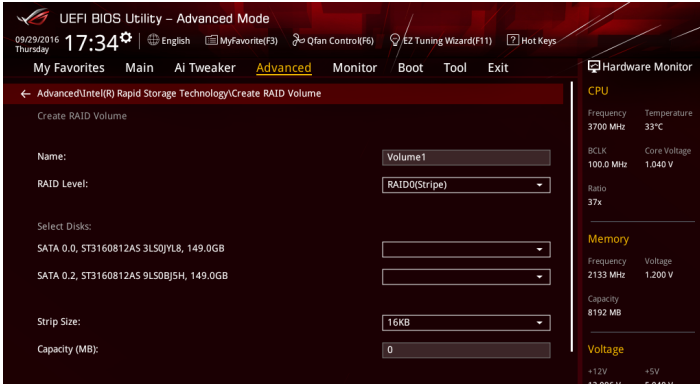 UEFI BIOS Utility – Advanced Mode
09/29/2016 Thursday 17:34 English MyFavorite(F3) Qfan Control(F6) EZ Tuning Wizard(F11) ? Hot Keys
My Favorites Main Ai Tweaker Advanced Monitor Boot Tool Exit
← Advanced\Intel(R) Rapid Storage Technology\Create RAID Volume
Create RAID Volume
Name: Volume1
RAID Level: RAID0(Stripe)
Select Disks:
SATA 0.0, ST3160812AS 3LS0JYL8, 149.0GB
SATA 0.2, ST3160812AS 9LS0BJ5H, 149.0GB
Strip Size: 16KB
Capacity (MB): 0
Hardware Monitor
CPU
Frequency Temperature
3700 MHz 33°C
BCLK Core Voltage
100.0 MHz 1.040 V
Ratio
37x
Memory
Frequency Voltage
2133 MHz 1.200 V
Capacity
8192 MB
Voltage
+12V +5V